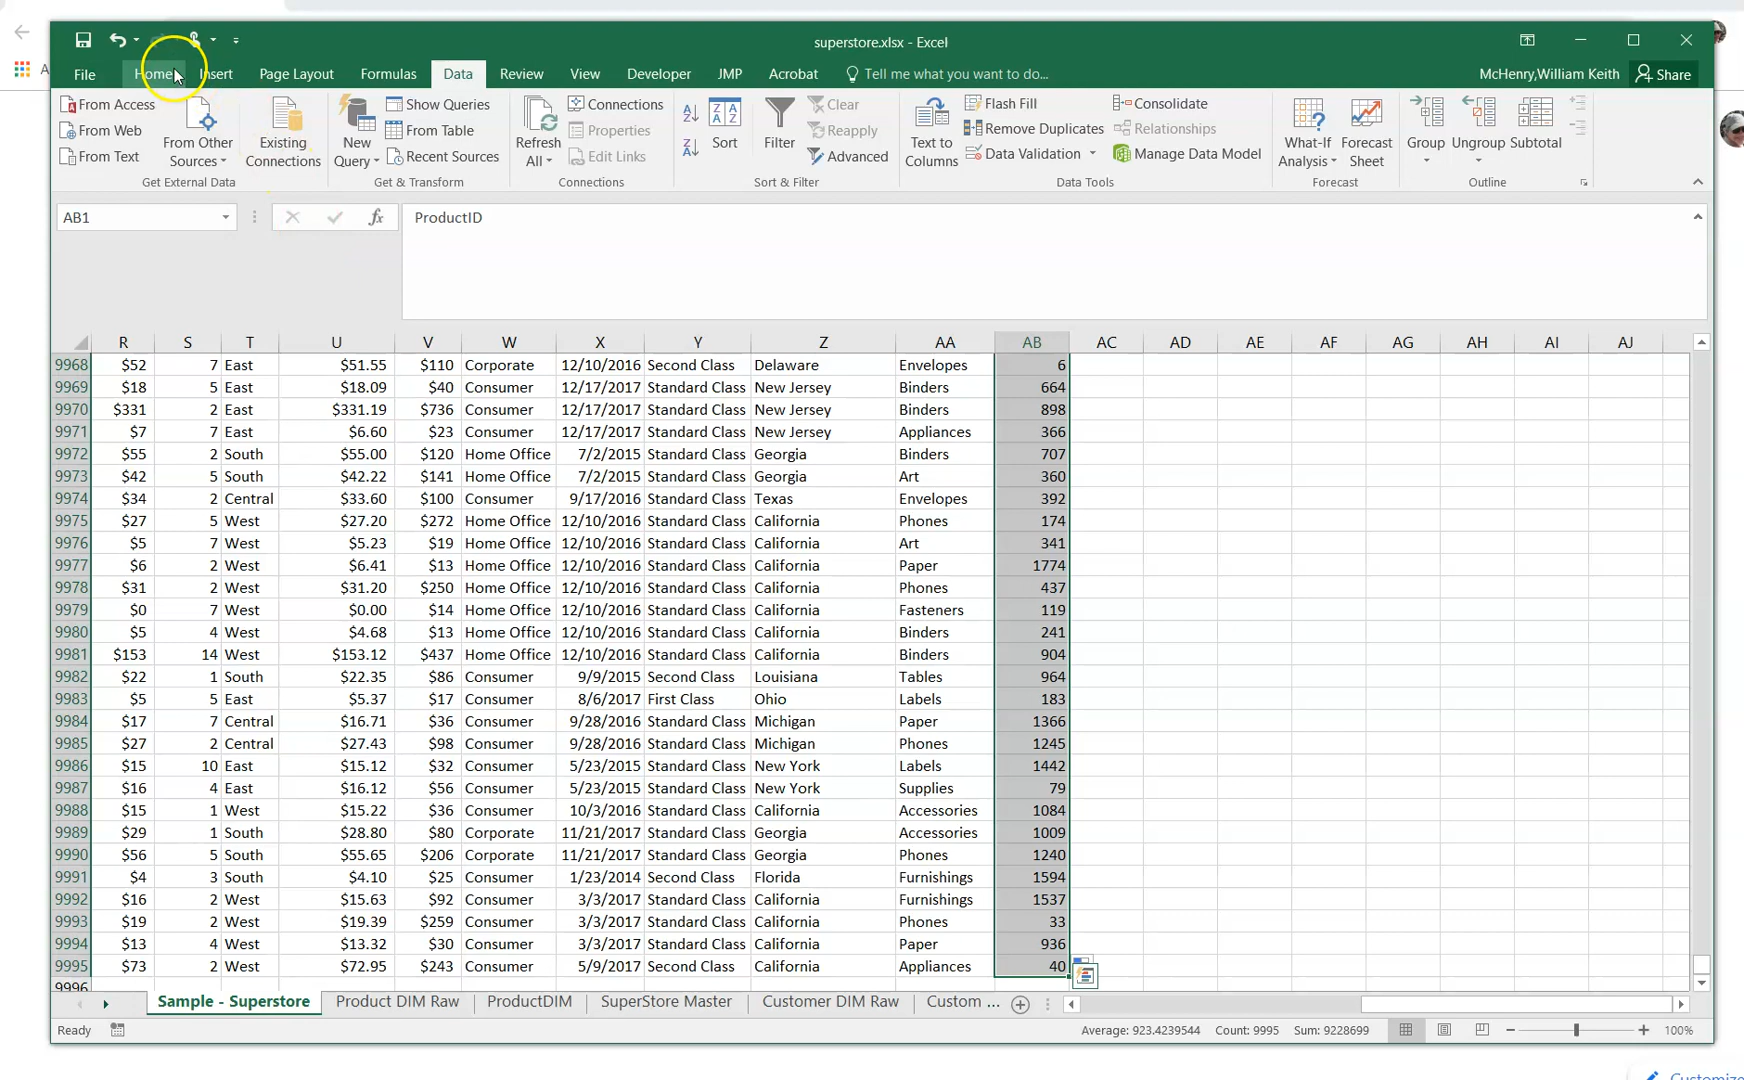 superstore.xlsx - Excel
File Home Insert Page Layout Formulas Data Review View Developer JMP Acrobat Tell me what you want to do... McHenry,William Keith Share
A
From Access
From Web
From Text
From Other Sources
Existing Connections
Get External Data
New Query
Show Queries
From Table
Recent Sources
Get & Transform
Refresh All
Connections
Properties
Edit Links
Connections
Sort
Filter
Clear
Reapply
Advanced
Sort & Filter
Text to Columns
Flash Fill
Remove Duplicates
Data Validation
Consolidate
Relationships
Manage Data Model
Data Tools
What-If Analysis
Forecast Sheet
Forecast
Group
Ungroup
Subtotal
Outline
AB1 fx ProductID
R S T U V W X Y Z AA AB AC AD AE AF AG AH AI AJ
9968 $52 7 East $51.55 $110 Corporate 12/10/2016 Second Class Delaware Envelopes 6
9969 $18 5 East $18.09 $40 Consumer 12/17/2017 Standard Class New Jersey Binders 664
9970 $331 2 East $331.19 $736 Consumer 12/17/2017 Standard Class New Jersey Binders 898
9971 $7 7 East $6.60 $23 Consumer 12/17/2017 Standard Class New Jersey Appliances 366
9972 $55 2 South $55.00 $120 Home Office 7/2/2015 Standard Class Georgia Binders 707
9973 $42 5 South $42.22 $141 Home Office 7/2/2015 Standard Class Georgia Art 360
9974 $34 2 Central $33.60 $100 Consumer 9/17/2016 Standard Class Texas Envelopes 392
9975 $27 5 West $27.20 $272 Home Office 12/10/2016 Standard Class California Phones 174
9976 $5 7 West $5.23 $19 Home Office 12/10/2016 Standard Class California Art 341
9977 $6 2 West $6.41 $13 Home Office 12/10/2016 Standard Class California Paper 1774
9978 $31 2 West $31.20 $250 Home Office 12/10/2016 Standard Class California Phones 437
9979 $0 7 West $0.00 $14 Home Office 12/10/2016 Standard Class California Fasteners 119
9980 $5 4 West $4.68 $13 Home Office 12/10/2016 Standard Class California Binders 241
9981 $153 14 West $153.12 $437 Home Office 12/10/2016 Standard Class California Binders 904
9982 $22 1 South $22.35 $86 Consumer 9/9/2015 Second Class Louisiana Tables 964
9983 $5 5 East $5.37 $17 Consumer 8/6/2017 First Class Ohio Labels 183
9984 $17 7 Central $16.71 $36 Consumer 9/28/2016 Standard Class Michigan Paper 1366
9985 $27 2 Central $27.43 $98 Consumer 9/28/2016 Standard Class Michigan Phones 1245
9986 $15 10 East $15.12 $32 Consumer 5/23/2015 Standard Class New York Labels 1442
9987 $16 4 East $16.12 $56 Consumer 5/23/2015 Standard Class New York Supplies 79
9988 $15 1 West $15.22 $36 Consumer 10/3/2016 Standard Class California Accessories 1084
9989 $29 1 South $28.80 $80 Corporate 11/21/2017 Standard Class Georgia Accessories 1009
9990 $56 5 South $55.65 $206 Corporate 11/21/2017 Standard Class Georgia Phones 1240
9991 $4 3 South $4.10 $25 Consumer 1/23/2014 Second Class Florida Furnishings 1594
9992 $16 2 West $15.63 $92 Consumer 3/3/2017 Standard Class California Furnishings 1537
9993 $19 2 West $19.39 $259 Consumer 3/3/2017 Standard Class California Phones 33
9994 $13 4 West $13.32 $30 Consumer 3/3/2017 Standard Class California Paper 936
9995 $73 2 West $72.95 $243 Consumer 5/9/2017 Second Class California Appliances 40
9996
Sample - Superstore Product DIM Raw ProductDIM SuperStore Master Customer DIM Raw Custom ...
Ready Average: 923.4239544 Count: 9995 Sum: 9228699 100%
Customize